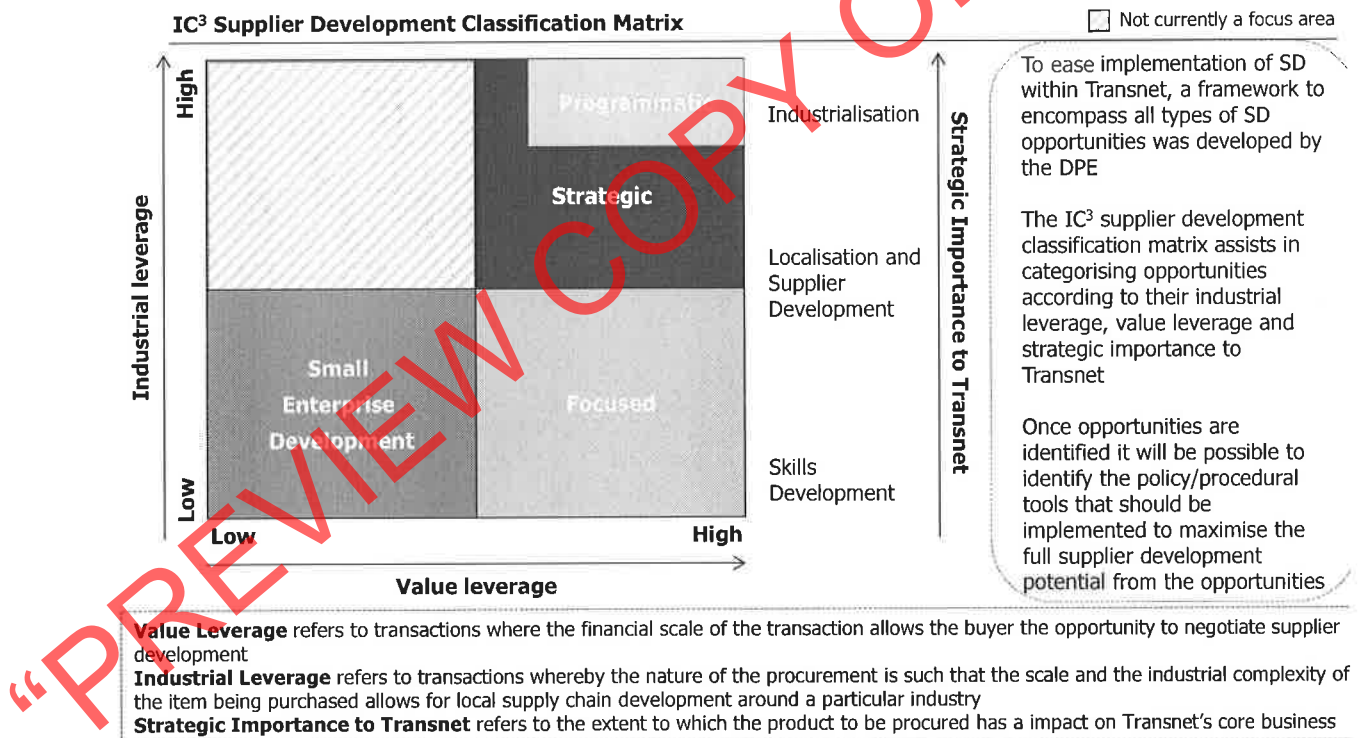 IC³ Supplier Development Classification Matrix
Not currently a focus area
High
Industrial leverage
Low
Programmatic
Strategic
Small
Enterprise
Development
Focused
Low
High
Value leverage
Industrialisation
Localisation and
Supplier
Development
Skills
Development
Strategic Importance to Transnet
To ease implementation of SD
within Transnet, a framework to
encompass all types of SD
opportunities was developed by
the DPE
The IC³ supplier development
classification matrix assists in
categorising opportunities
according to their industrial
leverage, value leverage and
strategic importance to
Transnet
Once opportunities are
identified it will be possible to
identify the policy/procedural
tools that should be
implemented to maximise the
full supplier development
potential from the opportunities
Value Leverage refers to transactions where the financial scale of the transaction allows the buyer the opportunity to negotiate supplier
development
Industrial Leverage refers to transactions whereby the nature of the procurement is such that the scale and the industrial complexity of
the item being purchased allows for local supply chain development around a particular industry
Strategic Importance to Transnet refers to the extent to which the product to be procured has a impact on Transnet's core business
“PREVIEW COPY